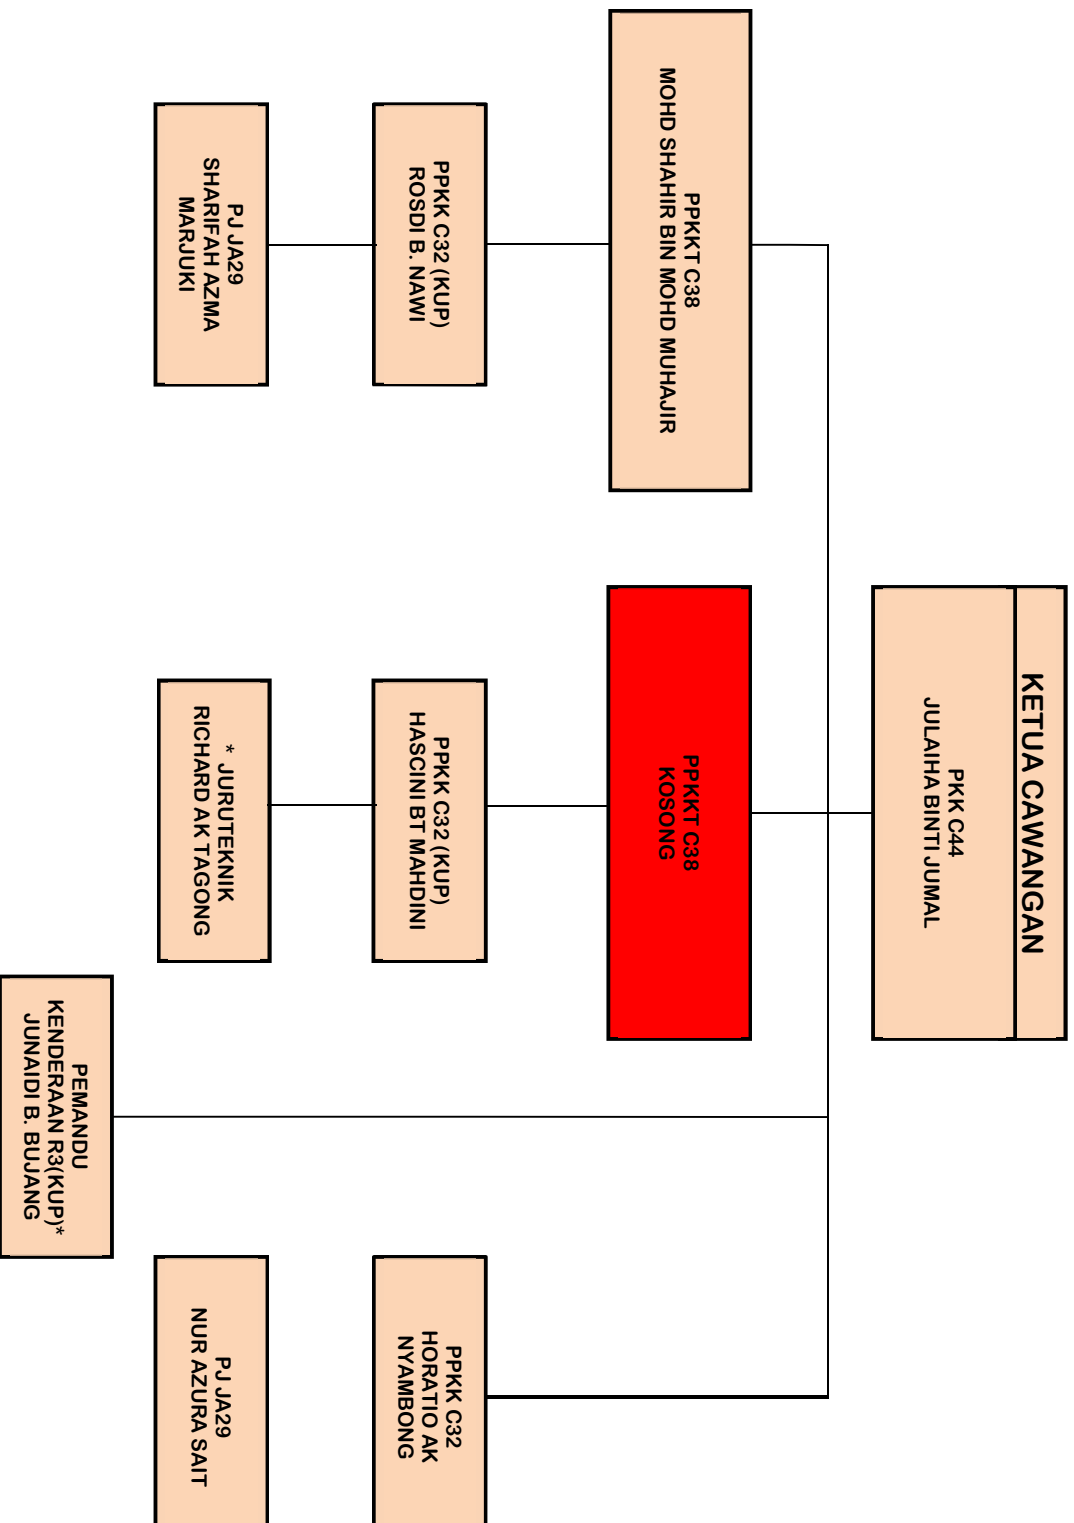 KETUA CAWANGAN
PKK C44
JULAIHA BINTI JUMAL
PPKKT C38
MOHD SHAHIR BIN MOHD MUHAJIR
PPKKT C38
KOSONG
PPKK C32 (KUP)
ROSDI B. NAWI
PPKK C32 (KUP)
HASCINI BT MAHDINI
PPKK C32
HORATIO AK
NYAMBONG
PJ JA29
SHARIFAH AZMA
MARJUKI
* JURUTEKNIK
RICHARD AK TAGONG
PJ JA29
NUR AZURA SAIT
PEMANDU
KENDERAAN R3(KUP)*
JUNAIDI B. BUJANG